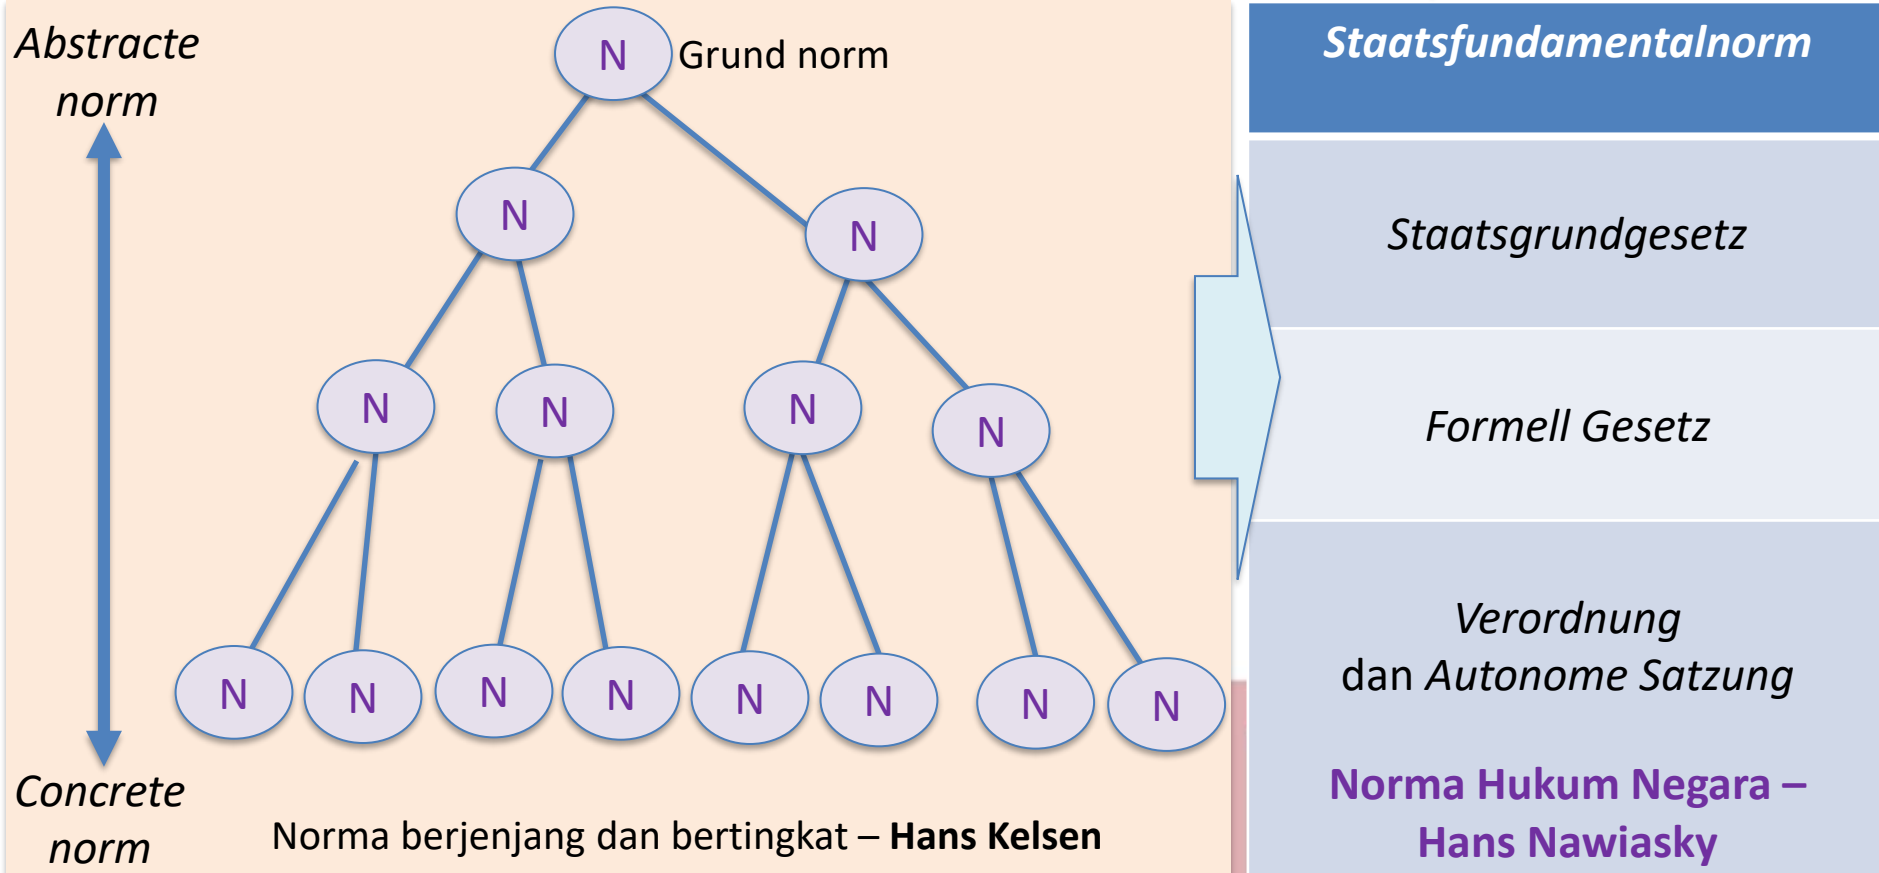 Abstracte
norm
N
Grund norm
N
N
N
N
N
N
N
N
N
N
N
N
N
N
Concrete
norm
Norma berjenjang dan bertingkat – Hans Kelsen
Staatsfundamentalnorm
Staatsgrundgesetz
Formell Gesetz
Verordnung
dan Autonome Satzung
Norma Hukum Negara –
Hans Nawiasky